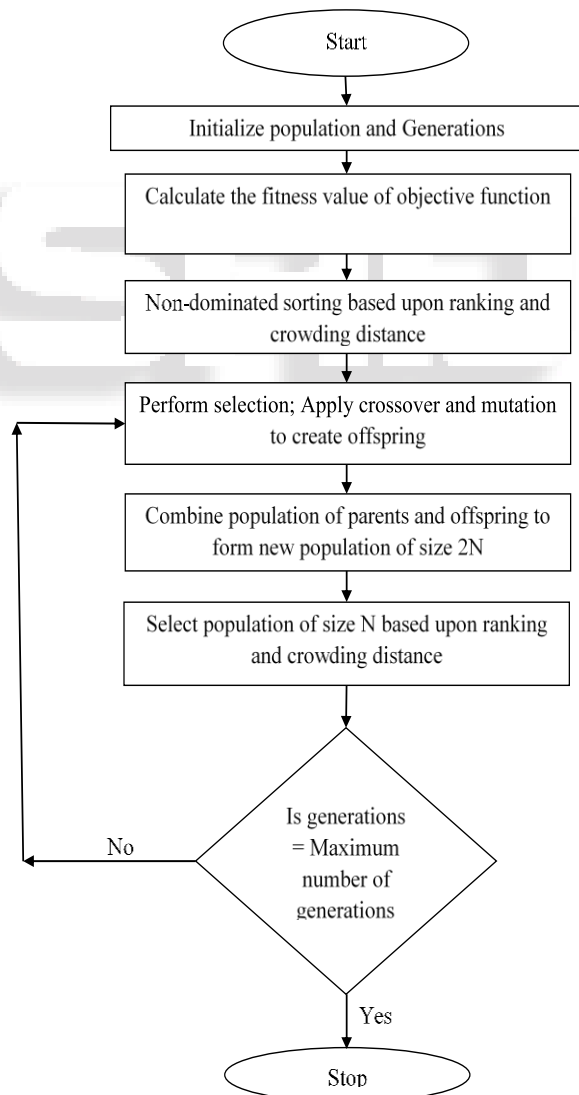 Start
Initialize population and Generations
Calculate the fitness value of objective function
Non-dominated sorting based upon ranking and
crowding distance
Perform selection; Apply crossover and mutation
to create offspring
Combine population of parents and offspring to
form new population of size 2N
Select population of size N based upon ranking
and crowding distance
Is generations
= Maximum
number of
generations
No
Yes
Stop